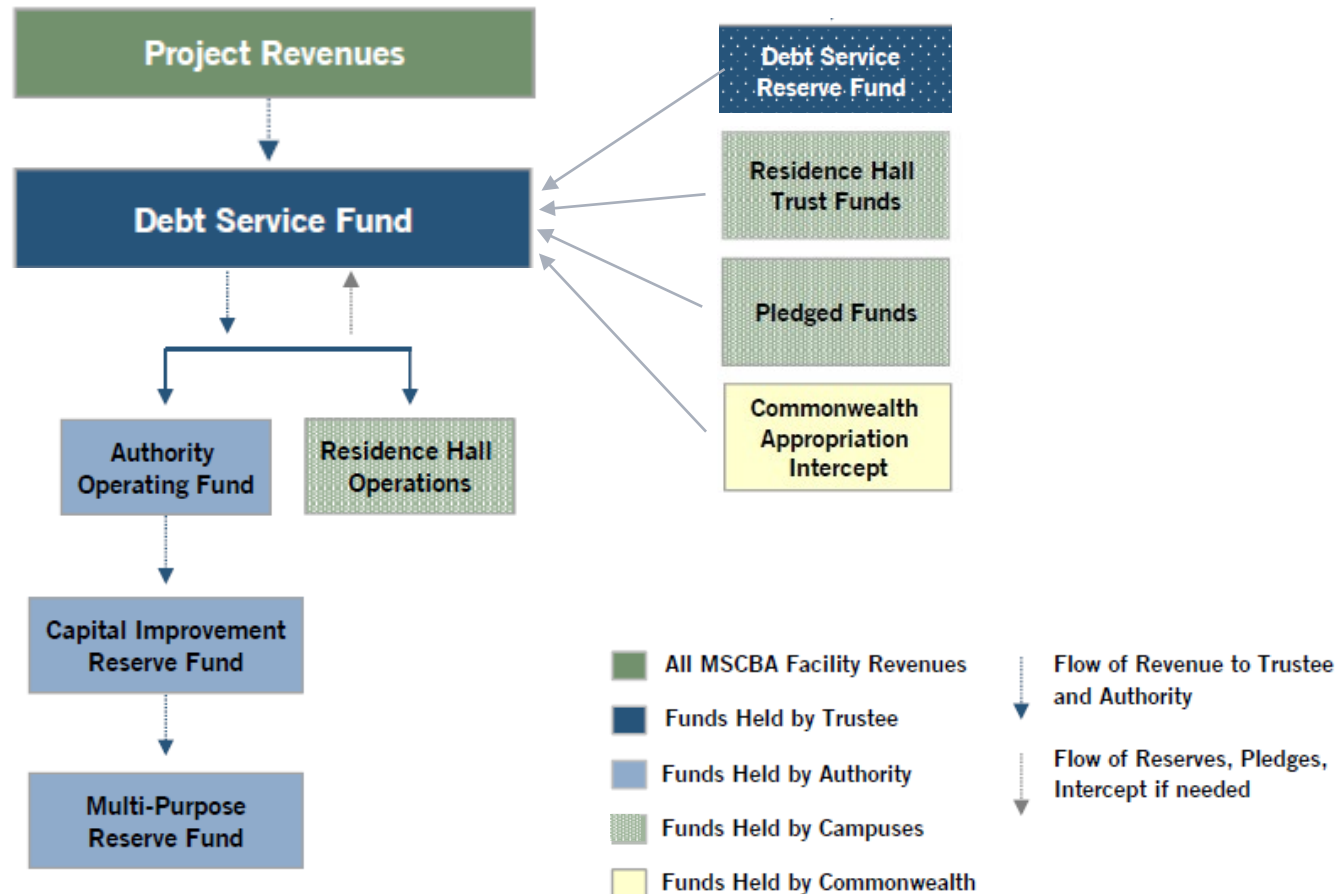 Project Revenues
Debt Service Fund
Authority
Operating Fund
Residence Hall
Operations
Capital Improvement
Reserve Fund
Multi-Purpose
Reserve Fund
Debt Service
Reserve Fund
Residence Hall
Trust Funds
Pledged Funds
Commonwealth
Appropriation
Intercept
All MSCBA Facility Revenues
Funds Held by Trustee
Funds Held by Authority
Funds Held by Campuses
Funds Held by Commonwealth
Flow of Revenue to Trustee
and Authority
Flow of Reserves, Pledges,
Intercept if needed